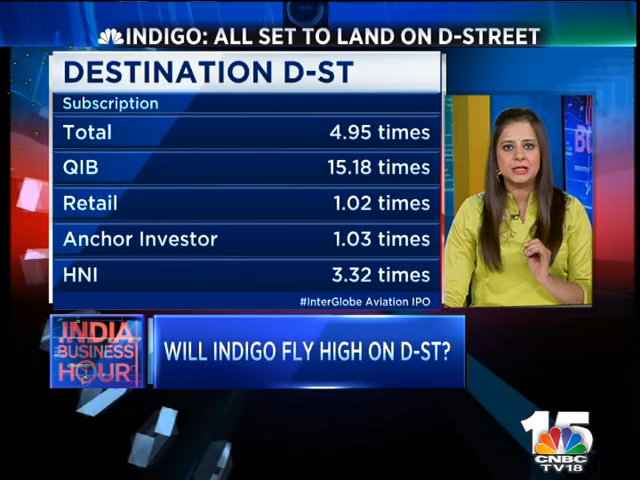 INDIGO: ALL SET TO LAND ON D-STREET
DESTINATION D-ST
Subscription
Total 4.95 times
QIB 15.18 times
Retail 1.02 times
Anchor Investor 1.03 times
HNI 3.32 times
#InterGlobe Aviation IPO
INDIA
BUSINESS
HOUR
WILL INDIGO FLY HIGH ON D-ST?
15
CNBC
TV18